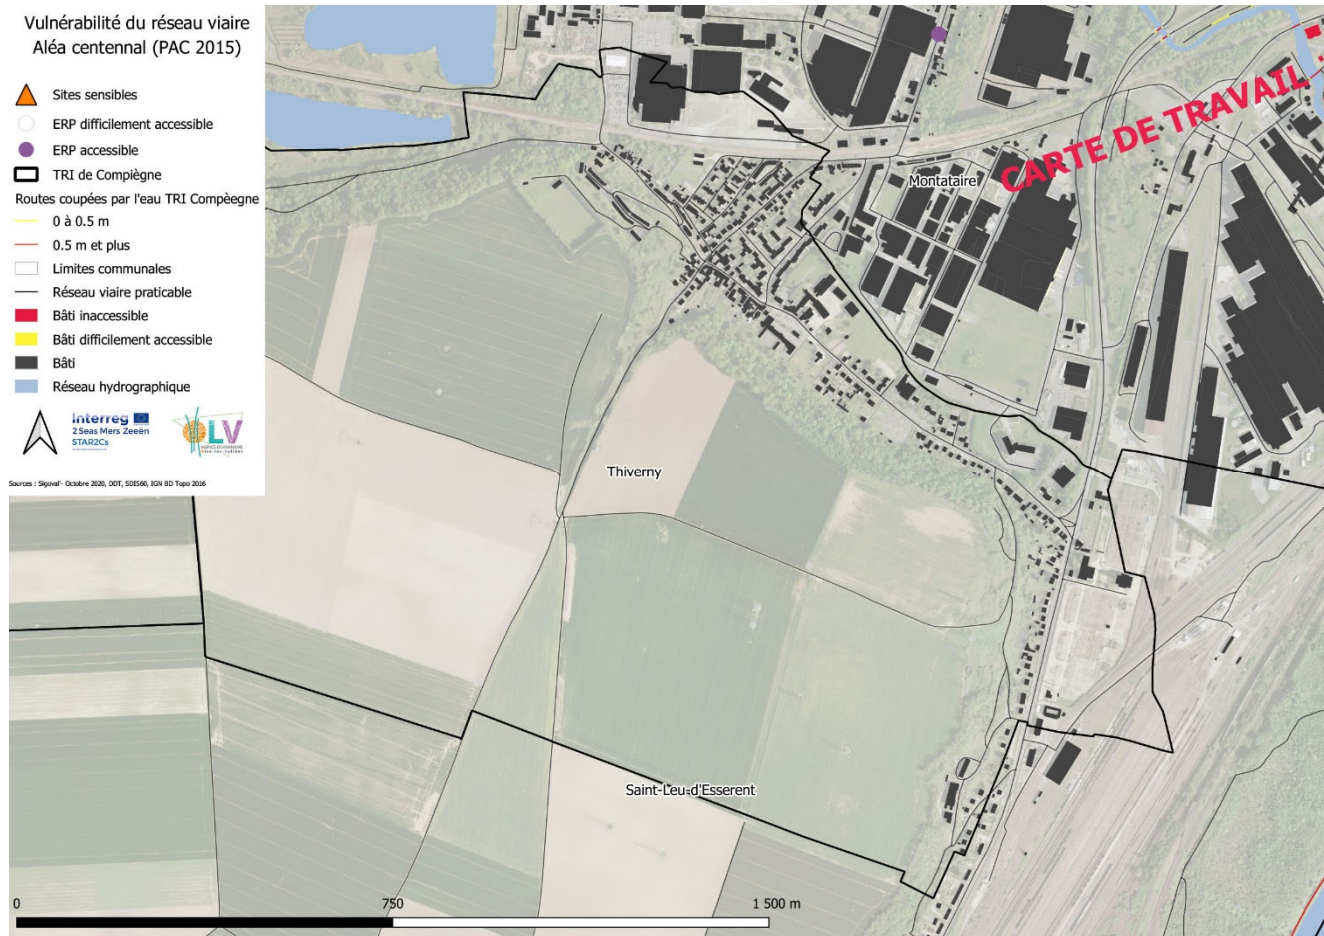 Vulnérabilité du réseau viaire
Aléa centennal (PAC 2015)
Sites sensibles
ERP difficilement accessible
ERP accessible
TRI de Compiègne
Routes coupées par l'eau TRI Compèegne
0 à 0.5 m
0.5 m et plus
Limites communales
Réseau viaire praticable
Bâti inaccessible
Bâti difficilement accessible
Bâti
Réseau hydrographique
Interreg
2 Seas Mers Zeeën
STAR2Cs
OLV
Sources : Sigoval'- Octobre 2020, DDT, SDIS60, IGN BD Topo 2016
CARTE DE TRAVAIL
Montataire
Thiverny
Saint-Leu-d'Esserent
0 750 1 500 m